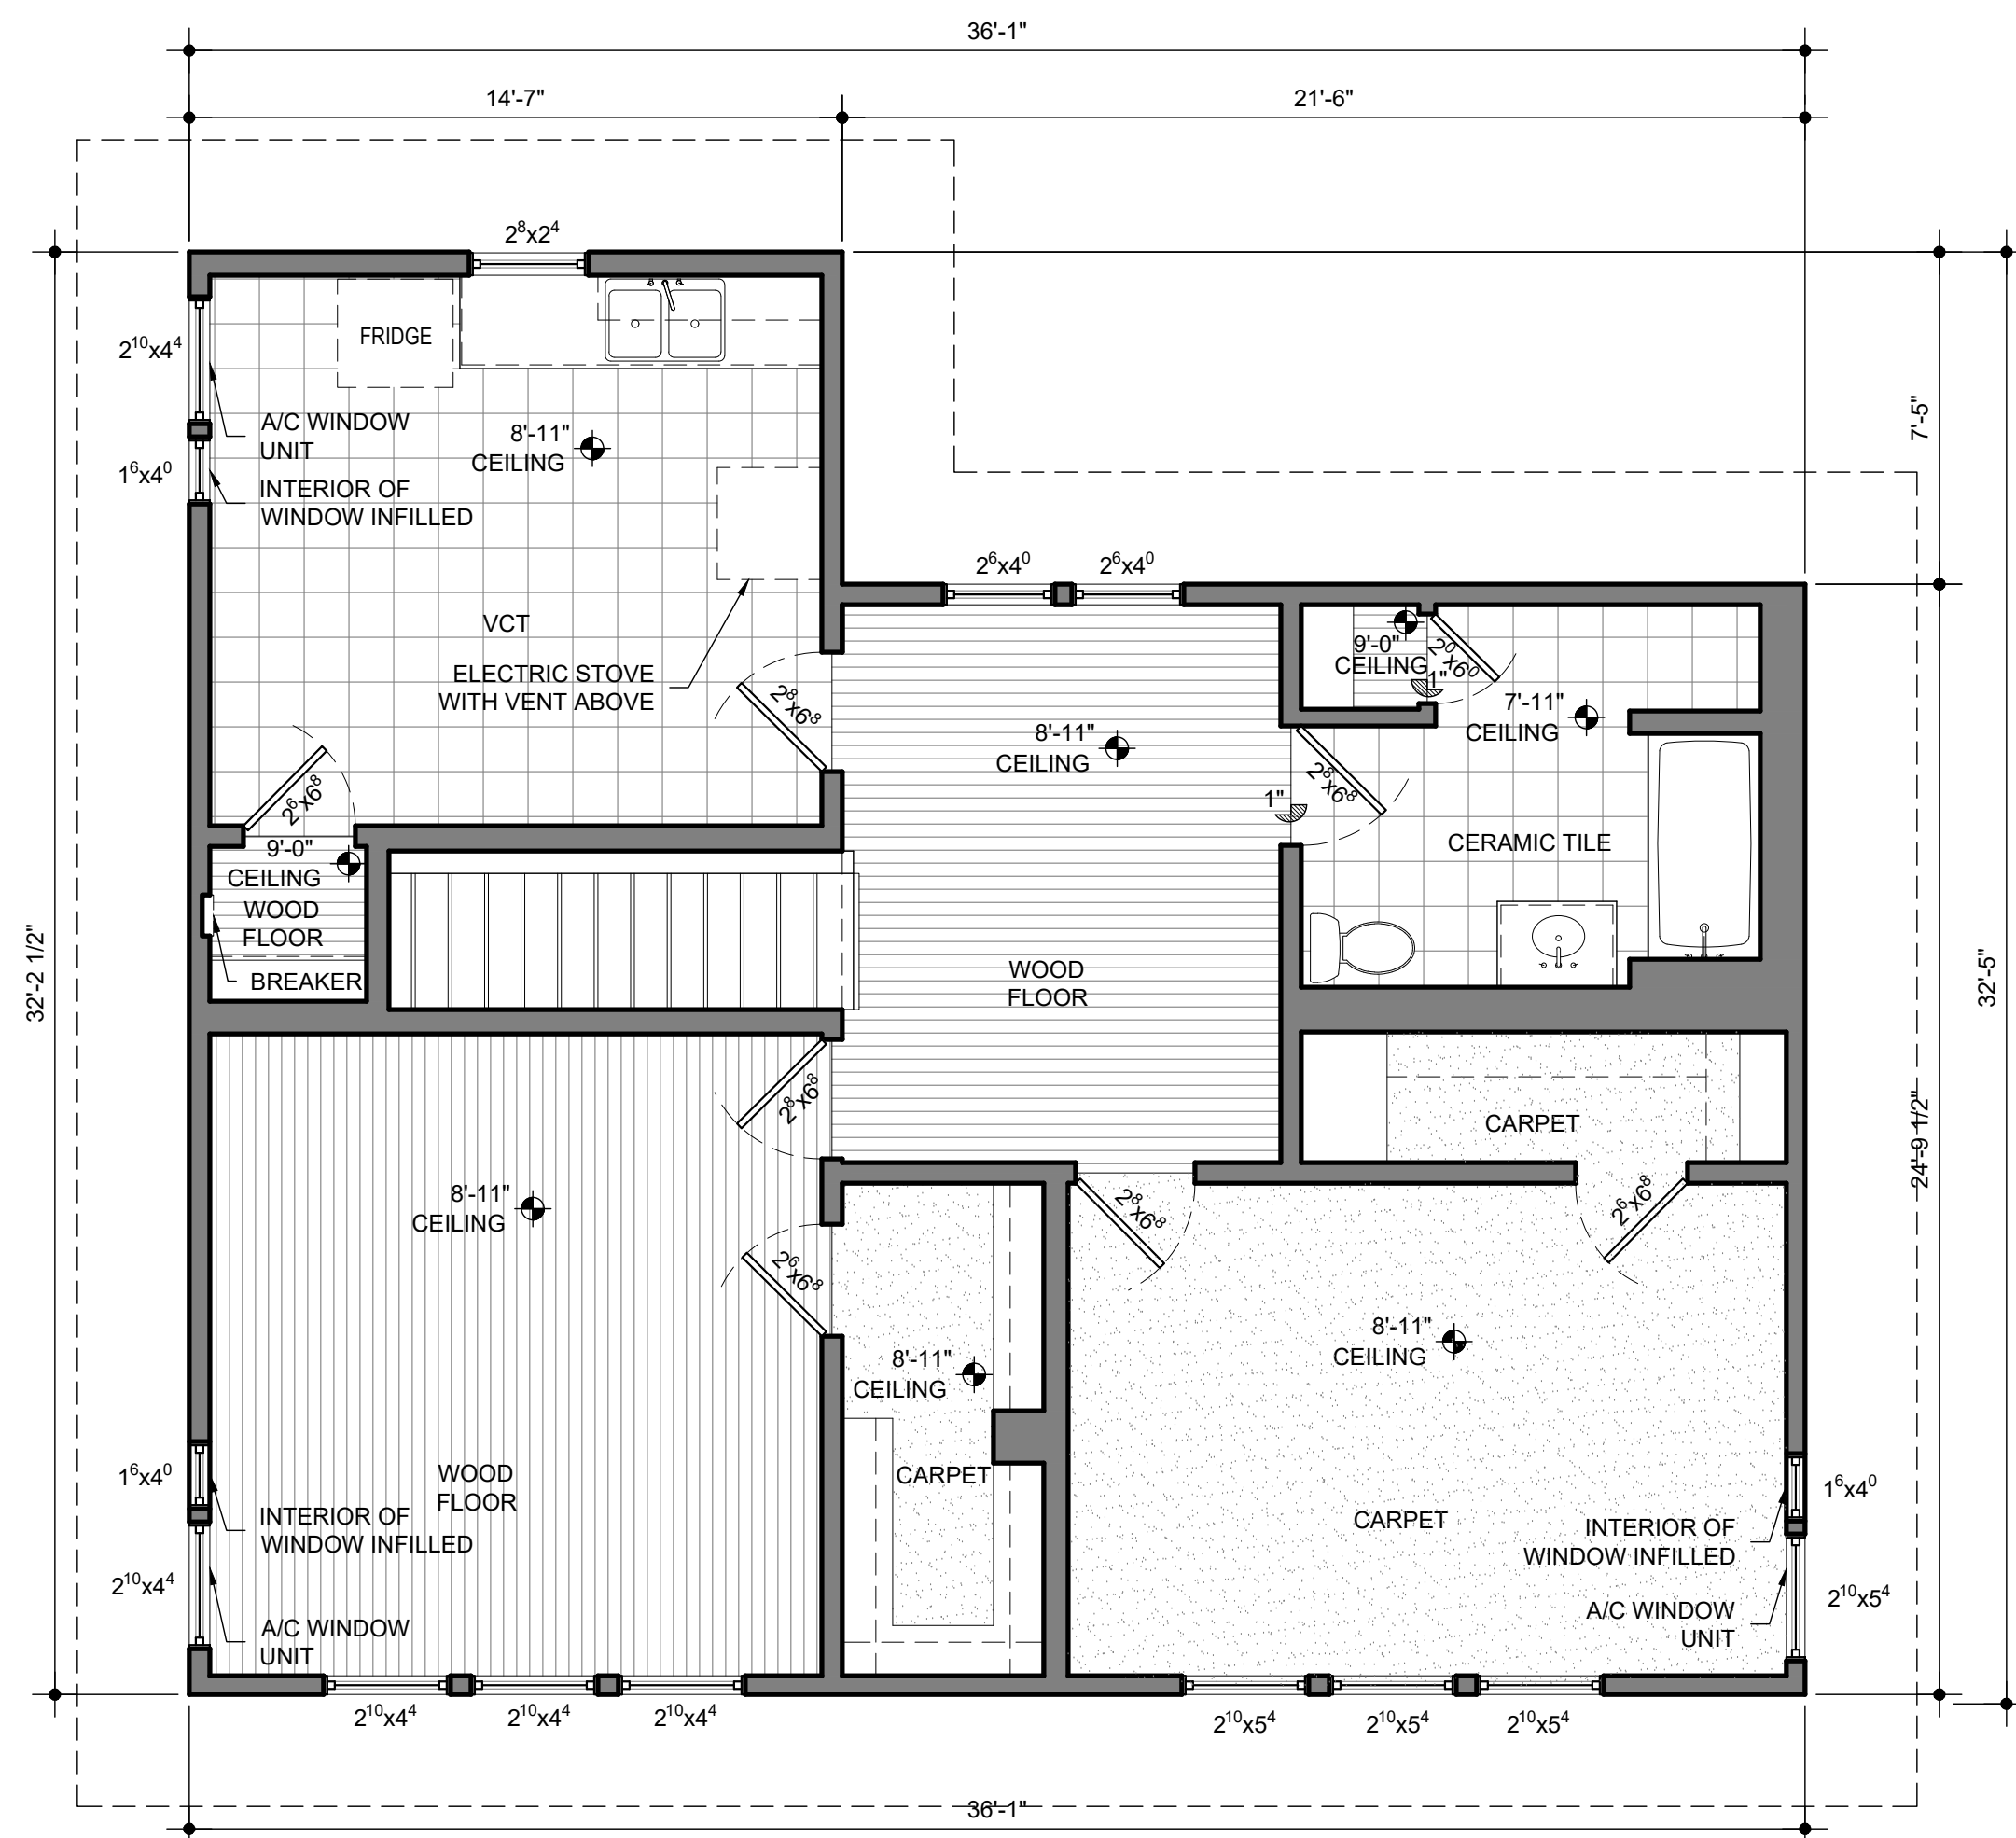 36'-1"
14'-7"
21'-6"
2⁸x2⁴
2¹⁰x4⁴
FRIDGE
7'-5"
A/C WINDOW
UNIT
8'-11"
CEILING
1⁶x4⁰
INTERIOR OF
WINDOW INFILLED
2⁶x4⁰
2⁶x4⁰
VCT
ELECTRIC STOVE
WITH VENT ABOVE
2⁸x6⁸
9'-0"
CEILING
2⁰x6⁰
1"
7'-11"
CEILING
8'-11"
CEILING
2⁸x6⁸
1"
2⁶x6⁸
CERAMIC TILE
9'-0"
CEILING
WOOD
FLOOR
BREAKER
32'-2 1/2"
WOOD
FLOOR
32'-5"
2⁸x6⁸
CARPET
24'-9 1/2"
8'-11"
CEILING
2⁸x6⁸
2⁶x6⁸
2⁶x6⁸
8'-11"
CEILING
8'-11"
CEILING
1⁶x4⁰
WOOD
FLOOR
CARPET
1⁶x4⁰
INTERIOR OF
WINDOW INFILLED
CARPET
INTERIOR OF
WINDOW INFILLED
2¹⁰x4⁴
2¹⁰x5⁴
A/C WINDOW
UNIT
A/C WINDOW
UNIT
2¹⁰x4⁴
2¹⁰x4⁴
2¹⁰x4⁴
2¹⁰x5⁴
2¹⁰x5⁴
2¹⁰x5⁴
36'-1"